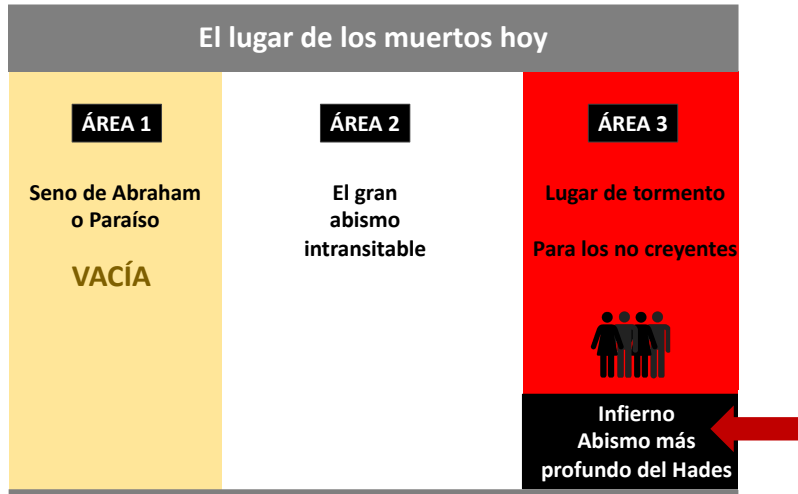 El lugar de los muertos hoy
ÁREA 1
Seno de Abraham
o Paraíso
VACÍA
ÁREA 2
El gran
abismo
intransitable
ÁREA 3
Lugar de tormento
Para los no creyentes
Infierno
Abismo más
profundo del Hades